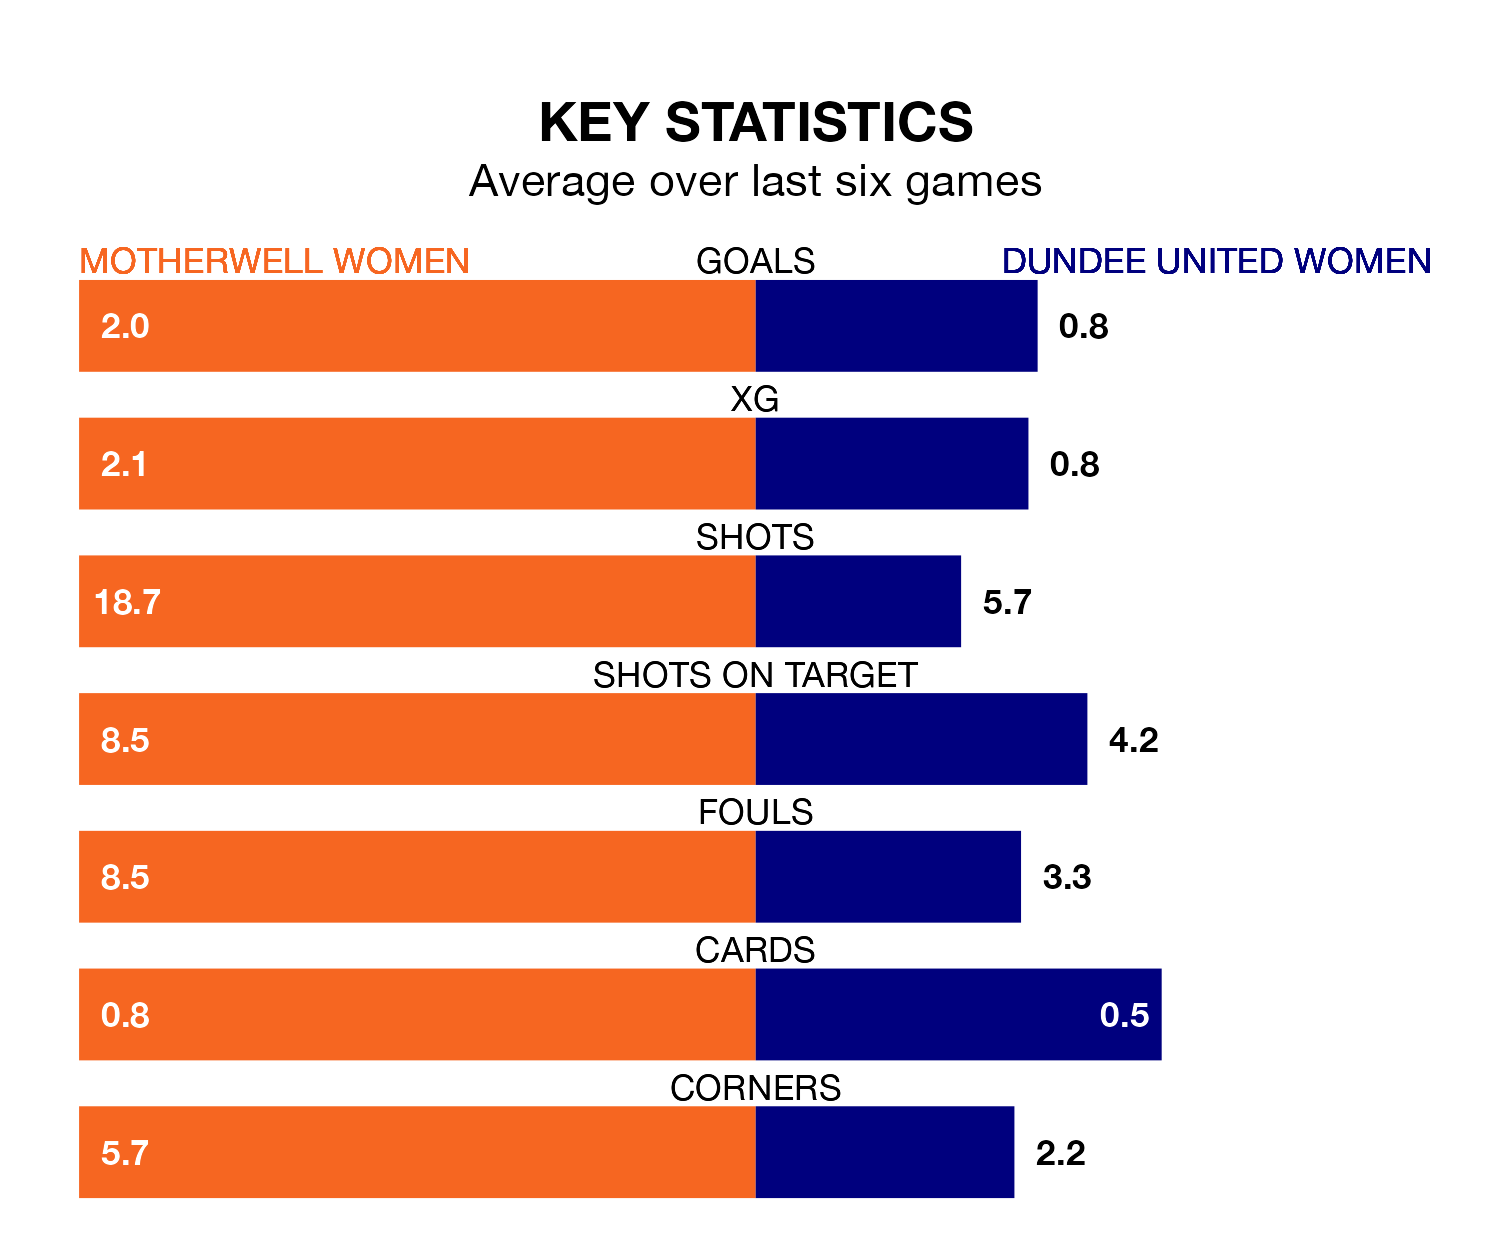 KEY STATISTICS
Average over last six games
MOTHERWELL WOMEN GOALS DUNDEE UNITED WOMEN
2.0 0.8
XG
2.1 0.8
SHOTS
18.7 5.7
SHOTS ON TARGET
8.5 4.2
FOULS
8.5 3.3
CARDS
0.8 0.5
CORNERS
5.7 2.2